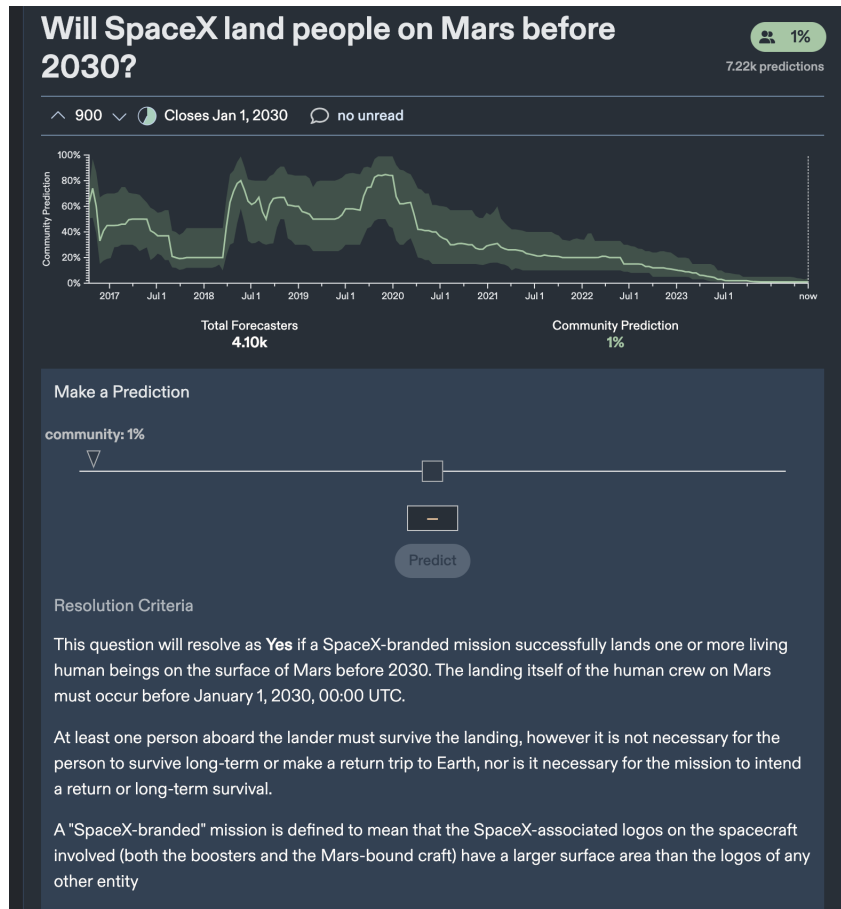 Will SpaceX land people on Mars before
2030?
1%
7.22k predictions
900
Closes Jan 1, 2030
no unread
Community Prediction
100%
80%
60%
40%
20%
0%
2017
Jul 1
2018
Jul 1
2019
Jul 1
2020
Jul 1
2021
Jul 1
2022
Jul 1
2023
Jul 1
now
Total Forecasters
4.10k
Community Prediction
1%
Make a Prediction
community: 1%
–
Predict
Resolution Criteria
This question will resolve as Yes if a SpaceX-branded mission successfully lands one or more living
human beings on the surface of Mars before 2030. The landing itself of the human crew on Mars
must occur before January 1, 2030, 00:00 UTC.
At least one person aboard the lander must survive the landing, however it is not necessary for the
person to survive long-term or make a return trip to Earth, nor is it necessary for the mission to intend
a return or long-term survival.
A "SpaceX-branded" mission is defined to mean that the SpaceX-associated logos on the spacecraft
involved (both the boosters and the Mars-bound craft) have a larger surface area than the logos of any
other entity